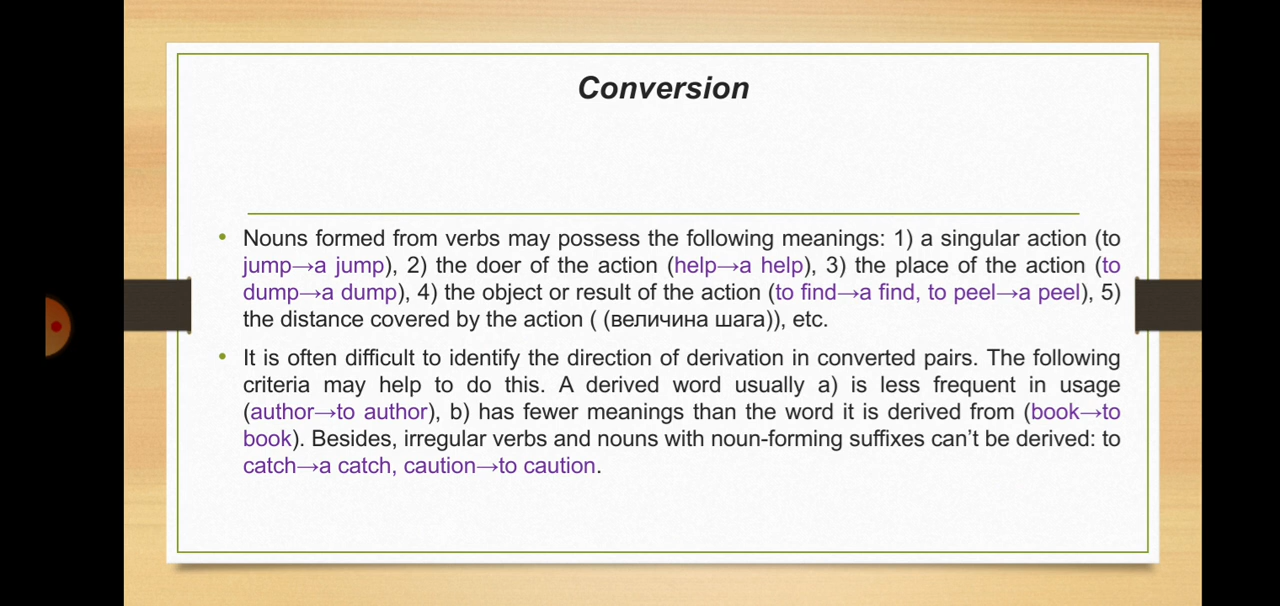 Conversion
• Nouns formed from verbs may possess the following meanings: 1) a singular action (to
jump→a jump), 2) the doer of the action (help→a help), 3) the place of the action (to
dump→a dump), 4) the object or result of the action (to find→a find, to peel→a peel), 5)
the distance covered by the action ( (величина шага)), etc.
• It is often difficult to identify the direction of derivation in converted pairs. The following
criteria may help to do this. A derived word usually a) is less frequent in usage
(author→to author), b) has fewer meanings than the word it is derived from (book→to
book). Besides, irregular verbs and nouns with noun-forming suffixes can’t be derived: to
catch→a catch, caution→to caution.